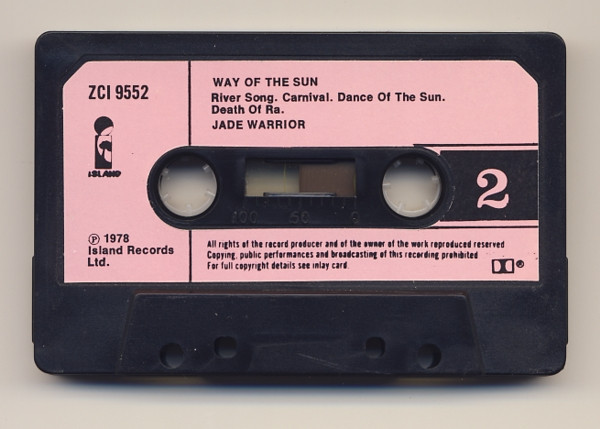 ZCI 9552
WAY OF THE SUN
River Song. Carnival. Dance Of The Sun.
Death Of Ra.
JADE WARRIOR
ISLAND
2
100 50 0
℗ 1978
Island Records
Ltd.
All rights of the record producer and of the owner of the work reproduced reserved
Copying, public performances and broadcasting of this recording prohibited
For full copyright details see inlay card.
®